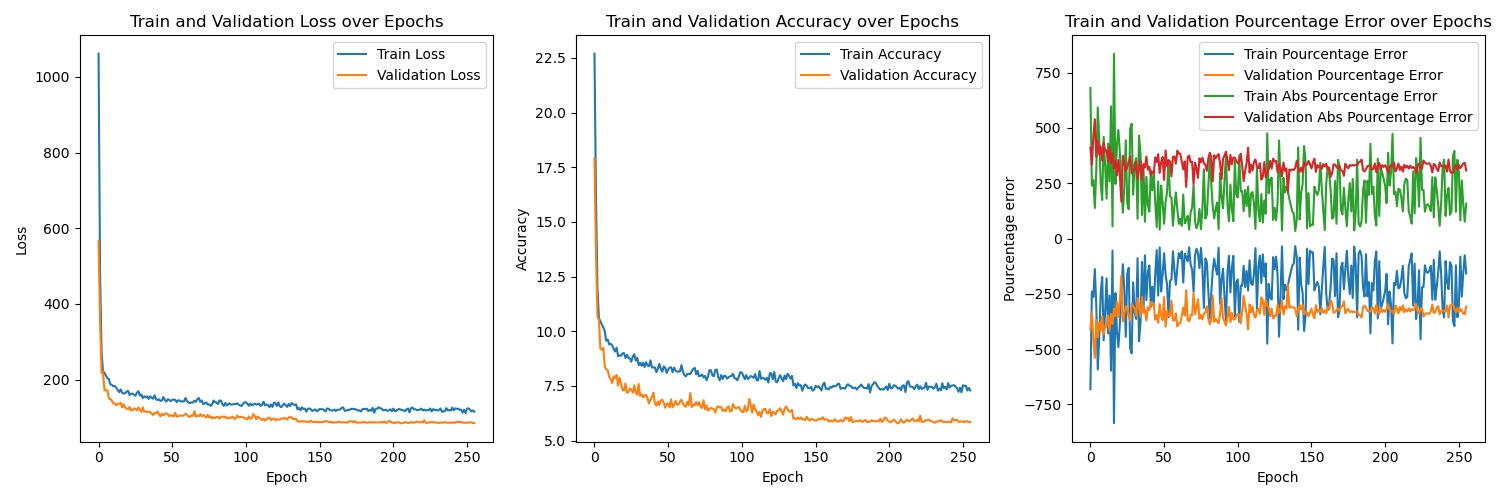 Train and Validation Loss over Epochs
Train Loss
Validation Loss
1000
800
600
400
200
Loss
0
50
100
150
200
250
Epoch
Train and Validation Accuracy over Epochs
Train Accuracy
Validation Accuracy
22.5
20.0
17.5
15.0
12.5
10.0
7.5
5.0
Accuracy
0
50
100
150
200
250
Epoch
Train and Validation Pourcentage Error over Epochs
Train Pourcentage Error
Validation Pourcentage Error
Train Abs Pourcentage Error
Validation Abs Pourcentage Error
750
500
250
0
−250
−500
−750
Pourcentage error
0
50
100
150
200
250
Epoch